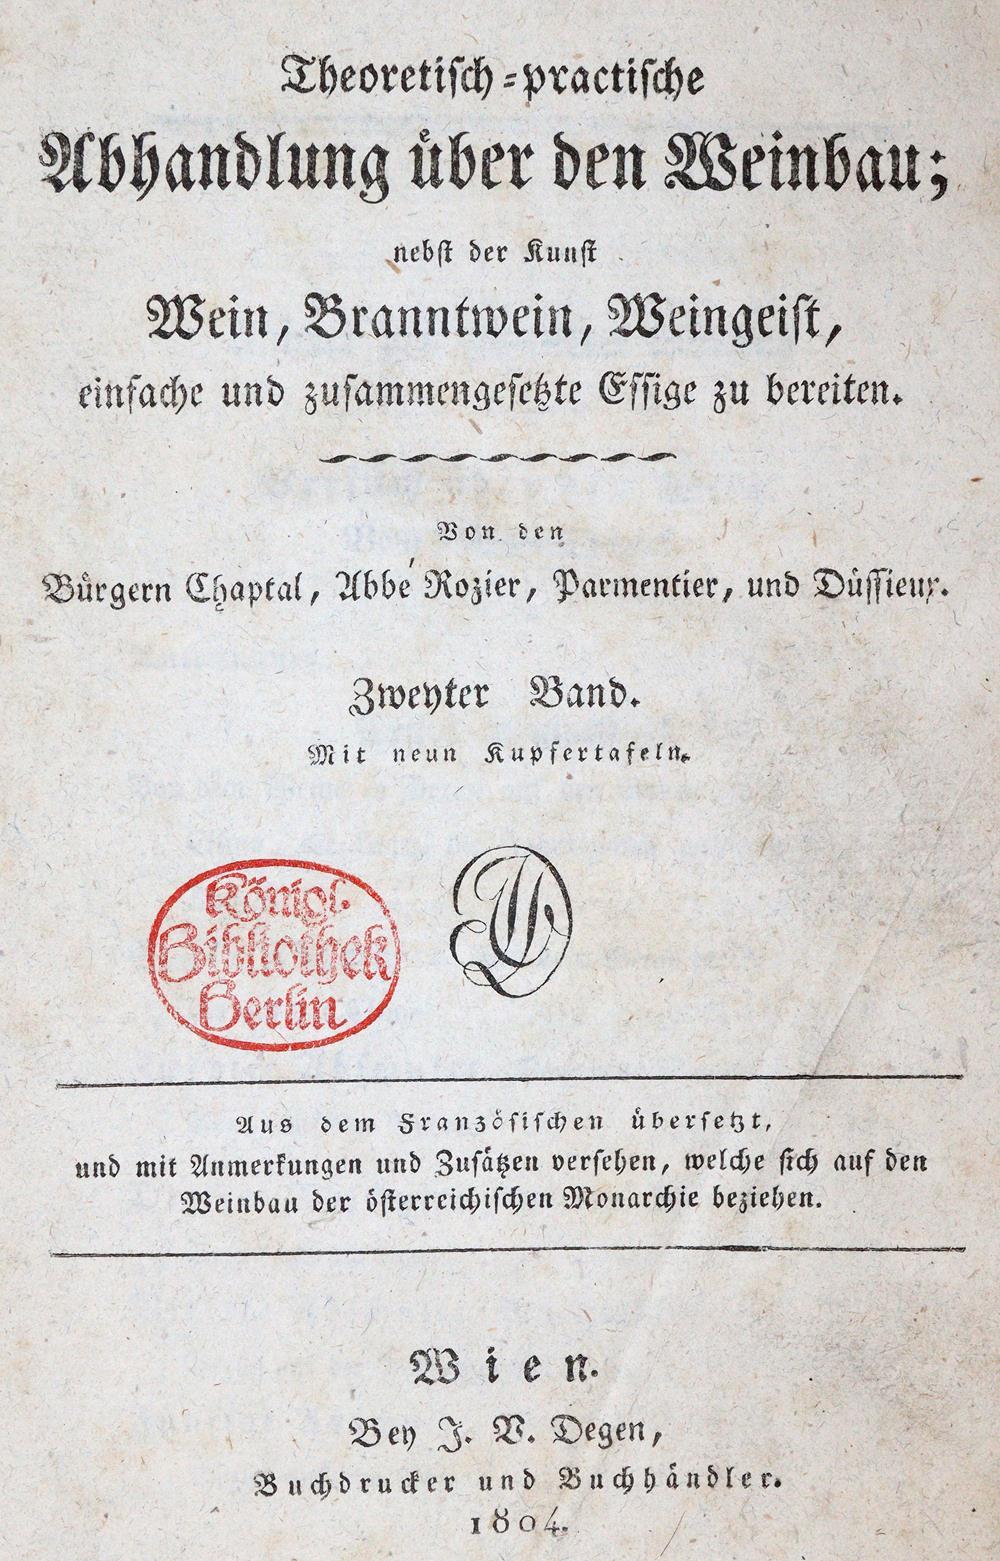 Theoretisch-practische
Abhandlung über den Weinbau;
nebst der Kunst
Wein, Branntwein, Weingeist,
einfache und zusammengesetzte Essige zu bereiten.
Von den
Bürgern Chaptal, Abbé Rozier, Parmentier, und Düssieux.
Zweyter Band.
Mit neun Kupfertafeln.
Königl.
Bibliothek
Berlin
Aus dem Französischen übersetzt,
und mit Anmerkungen und Zusätzen versehen, welche sich auf den
Weinbau der österreichischen Monarchie beziehen.
Wien.
Bey J. V. Degen,
Buchdrucker und Buchhändler.
1804.